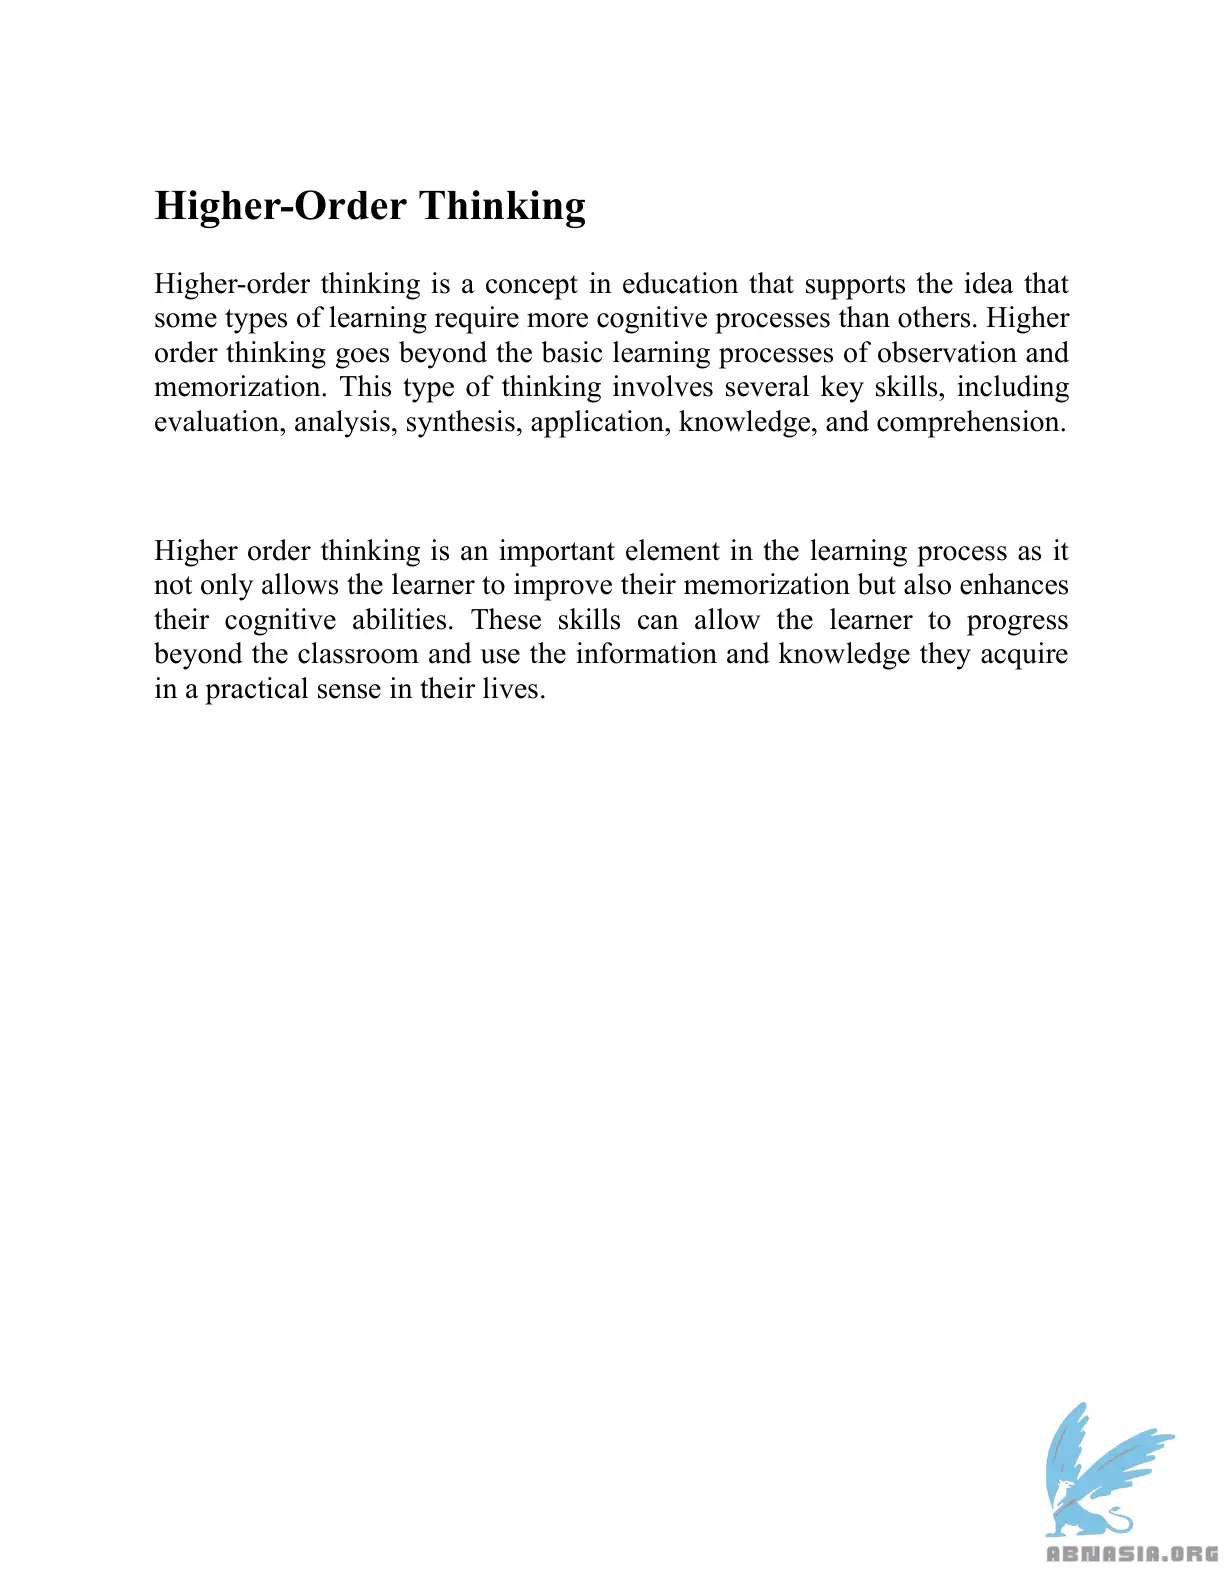 Higher-Order Thinking
Higher-order thinking is a concept in education that supports the idea that
some types of learning require more cognitive processes than others. Higher
order thinking goes beyond the basic learning processes of observation and
memorization. This type of thinking involves several key skills, including
evaluation, analysis, synthesis, application, knowledge, and comprehension.
Higher order thinking is an important element in the learning process as it
not only allows the learner to improve their memorization but also enhances
their cognitive abilities. These skills can allow the learner to progress
beyond the classroom and use the information and knowledge they acquire
in a practical sense in their lives.
ABNASIA.ORG